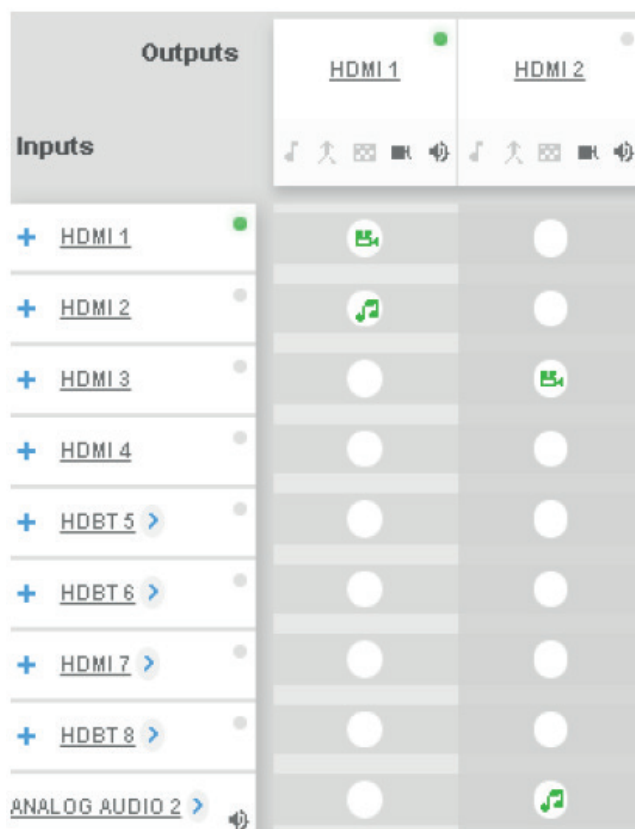 Outputs
HDMI 1
HDMI 2
Inputs
HDMI 1
HDMI 2
HDMI 3
HDMI 4
HDBT 5
HDBT 6
HDMI 7
HDBT 8
ANALOG AUDIO 2